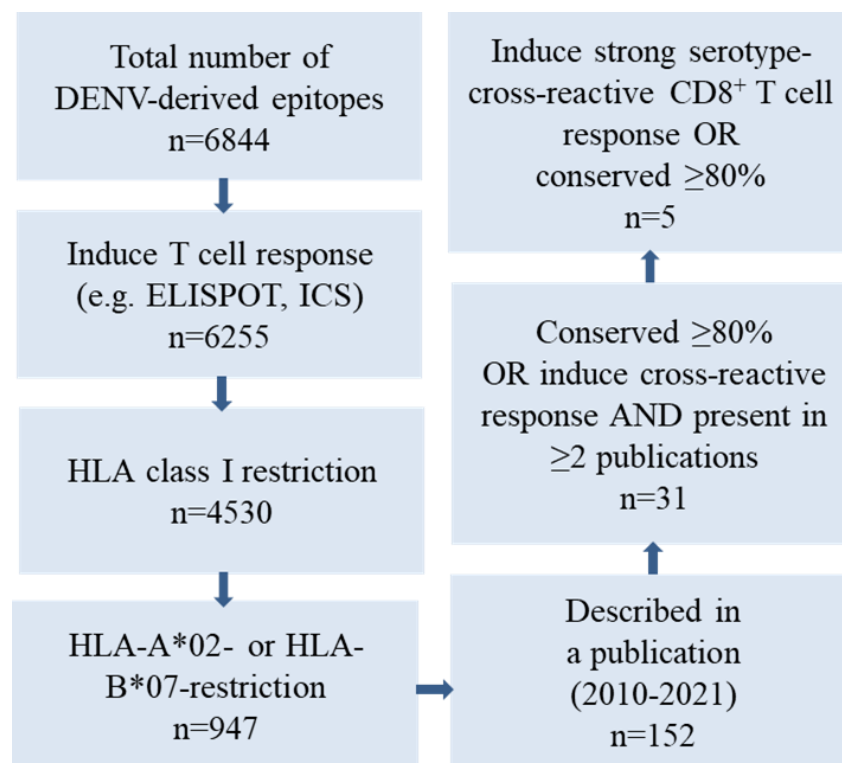 Total number of
DENV-derived epitopes
n=6844
Induce T cell response
(e.g. ELISPOT, ICS)
n=6255
HLA class I restriction
n=4530
HLA-A*02- or HLA-
B*07-restriction
n=947
Described in
a publication
(2010-2021)
n=152
Conserved ≥80%
OR induce cross-reactive
response AND present in
≥2 publications
n=31
Induce strong serotype-
cross-reactive CD8⁺ T cell
response OR
conserved ≥80%
n=5